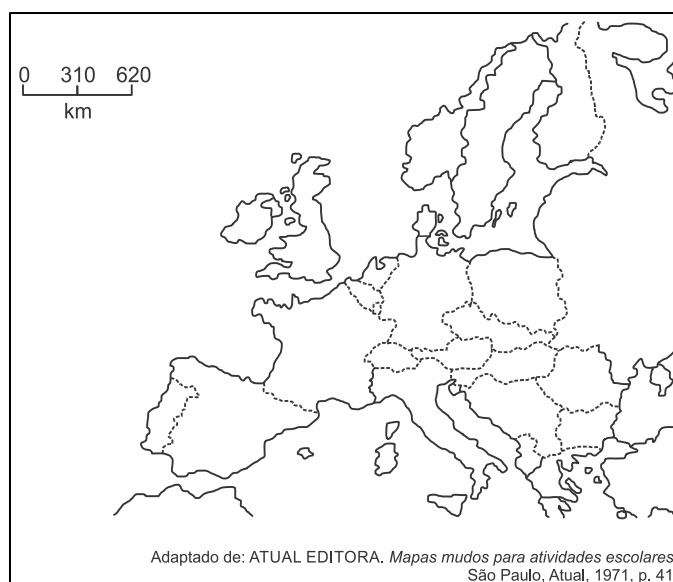 0 310 620
km
Adaptado de: ATUAL EDITORA. Mapas mudos para atividades escolares
São Paulo, Atual, 1971, p. 41